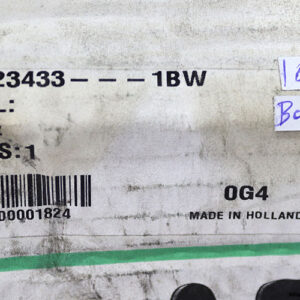 23433- - -1BW
L:
S:1
00001824
0G4
MADE IN HOLLAND